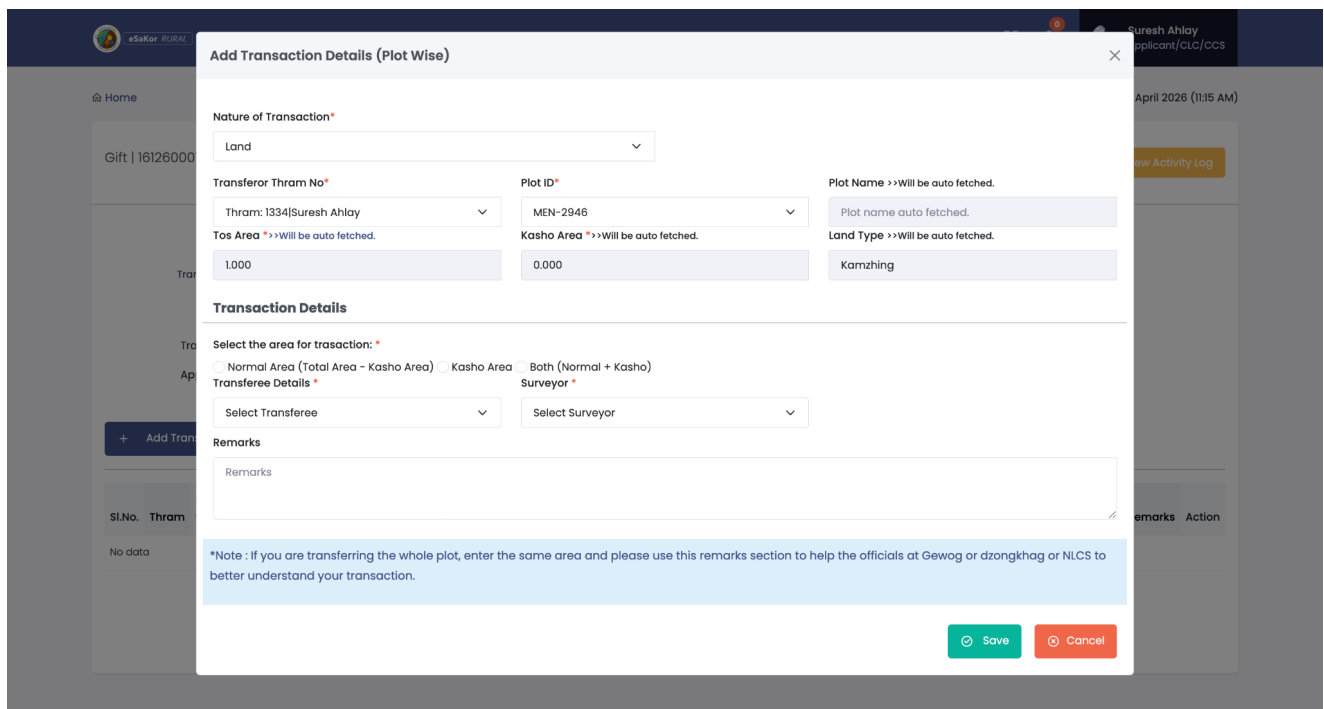 eSaKor RURAL
0
Suresh Ahlay
pplicant/CLC/CCS
Add Transaction Details (Plot Wise)
Home
April 2026 (11:15 AM)
Nature of Transaction*
Land
Gift | 16126000
ew Activity Log
Transferor Thram No*
Plot ID*
Plot Name >>Will be auto fetched.
Thram: 1334|Suresh Ahlay
MEN-2946
Plot name auto fetched.
Tos Area *>>Will be auto fetched.
Kasho Area *>>Will be auto fetched.
Land Type >>Will be auto fetched.
1.000
0.000
Kamzhing
Tran
Transaction Details
Tra
Select the area for trasaction: *
Normal Area (Total Area - Kasho Area) Kasho Area Both (Normal + Kasho)
Ap
Transferee Details *
Surveyor *
Select Transferee
Select Surveyor
+ Add Tran
Remarks
Remarks
Sl.No. Thram
emarks Action
No data
*Note : If you are transferring the whole plot, enter the same area and please use this remarks section to help the officials at Gewog or dzongkhag or NLCS to
better understand your transaction.
Save
Cancel